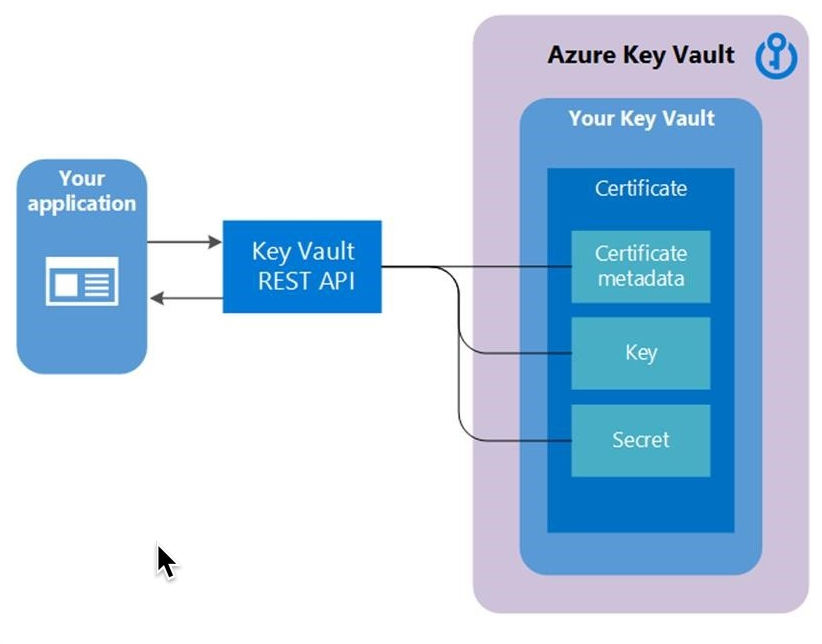 Azure Key Vault
Your Key Vault
Your
application
Certificate
Key Vault
REST API
Certificate
metadata
Key
Secret